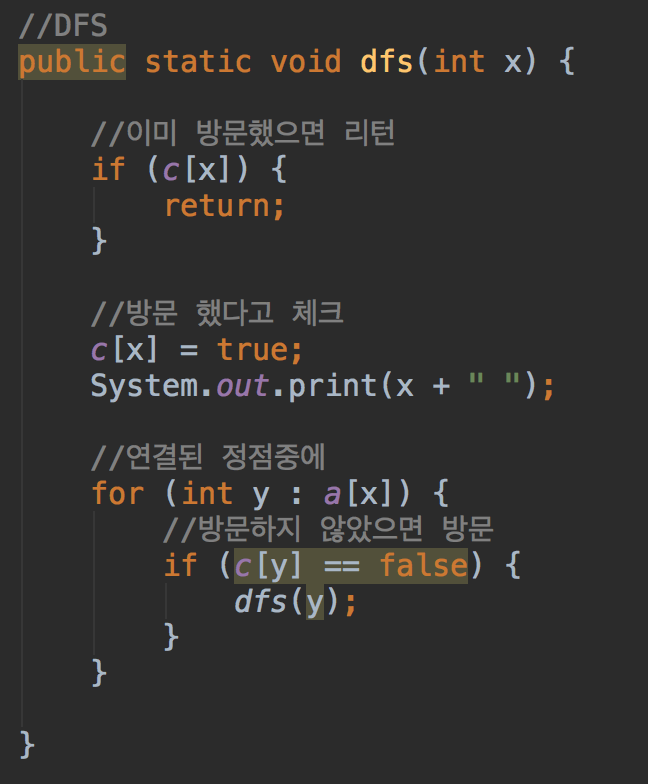 //DFS
public static void dfs(int x) {
//이미 방문했으면 리턴
if (c[x]) {
return;
}
//방문 했다고 체크
c[x] = true;
System.out.print(x + " ");
//연결된 정점중에
for (int y : a[x]) {
//방문하지 않았으면 방문
if (c[y] == false) {
dfs(y);
}
}
}